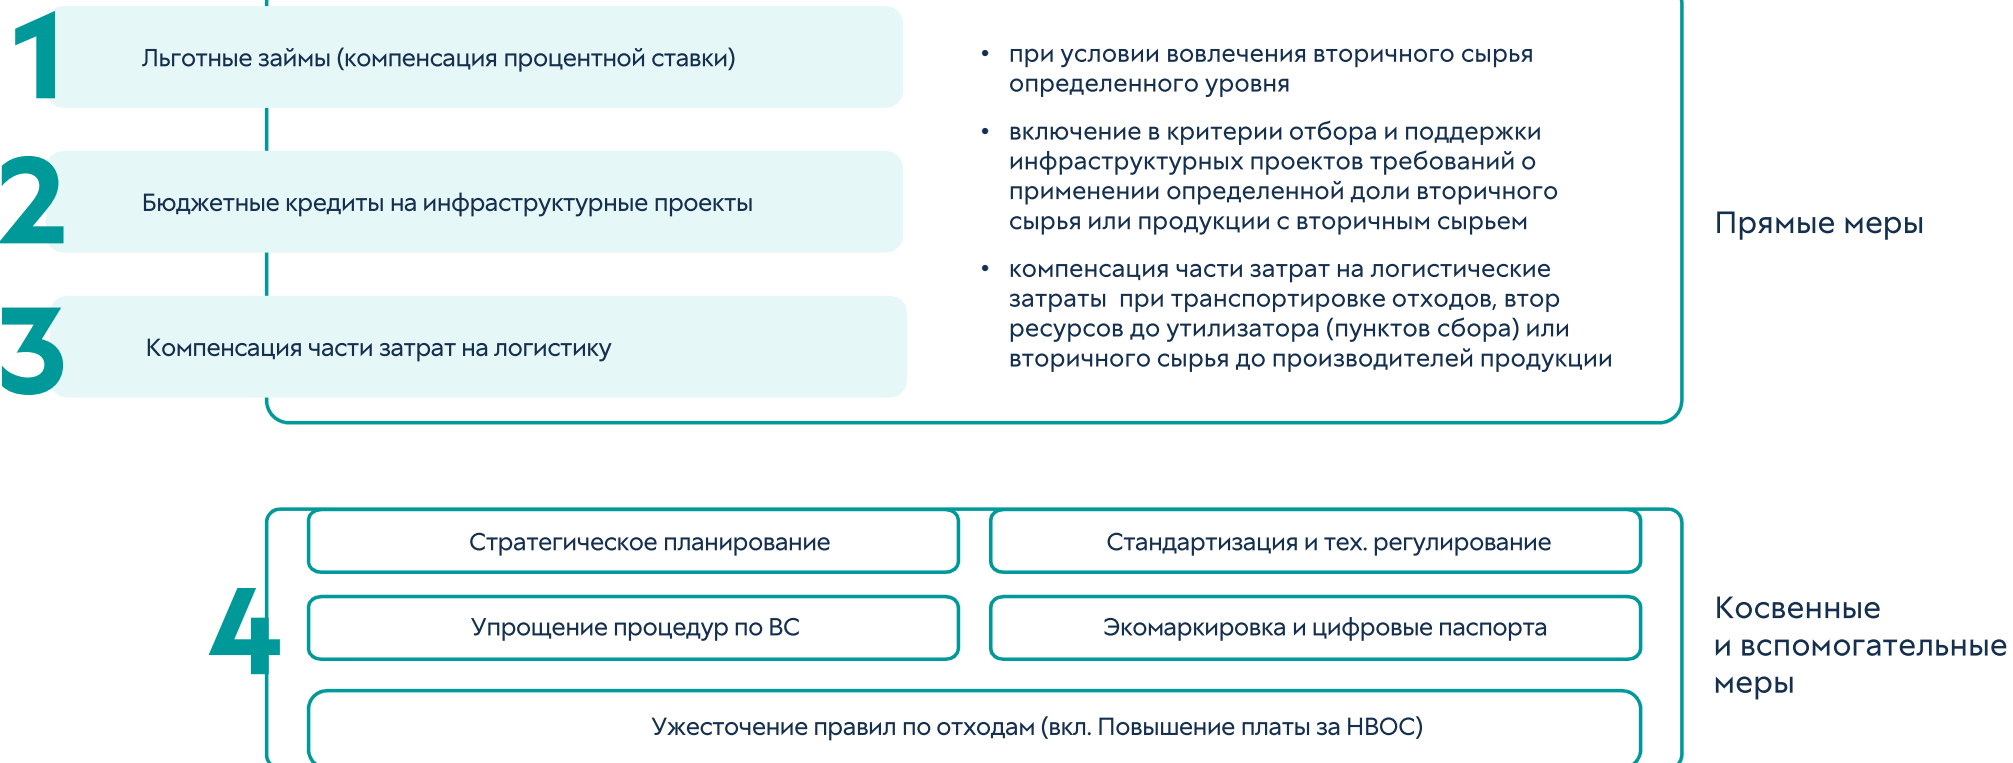 1
Льготные займы (компенсация процентной ставки)
2
Бюджетные кредиты на инфраструктурные проекты
3
Компенсация части затрат на логистику
• при условии вовлечения вторичного сырья
определенного уровня
• включение в критерии отбора и поддержки
инфраструктурных проектов требований о
применении определенной доли вторичного
сырья или продукции с вторичным сырьем
• компенсация части затрат на логистические
затраты при транспортировке отходов, втор
ресурсов до утилизатора (пунктов сбора) или
вторичного сырья до производителей продукции
Прямые меры
4
Стратегическое планирование
Стандартизация и тех. регулирование
Упрощение процедур по ВС
Экомаркировка и цифровые паспорта
Ужесточение правил по отходам (вкл. Повышение платы за НВОС)
Косвенные
и вспомогательные
меры